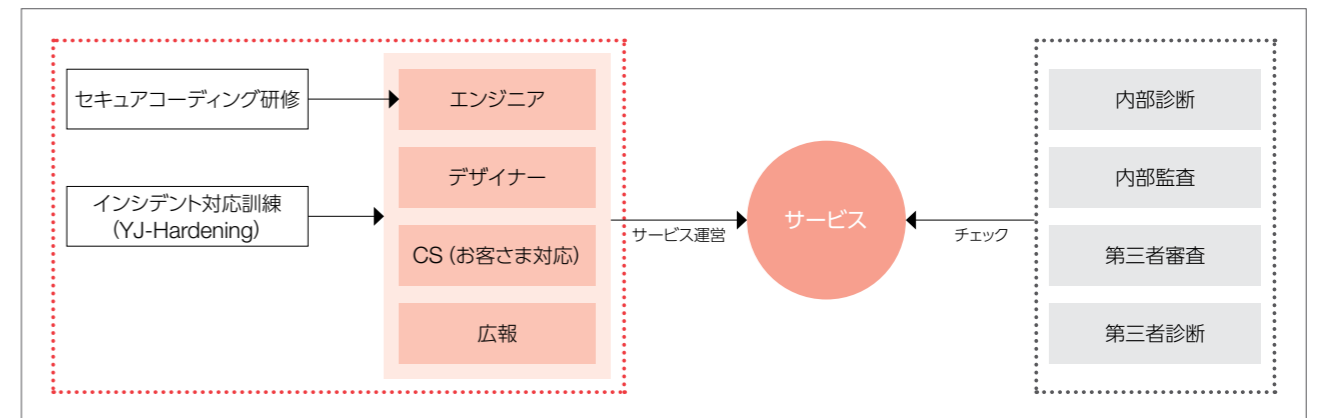 セキュアコーディング研修
インシデント対応訓練
(YJ-Hardening)
エンジニア
デザイナー
CS (お客さま対応)
広報
サービス運営
サービス
チェック
内部診断
内部監査
第三者審査
第三者診断